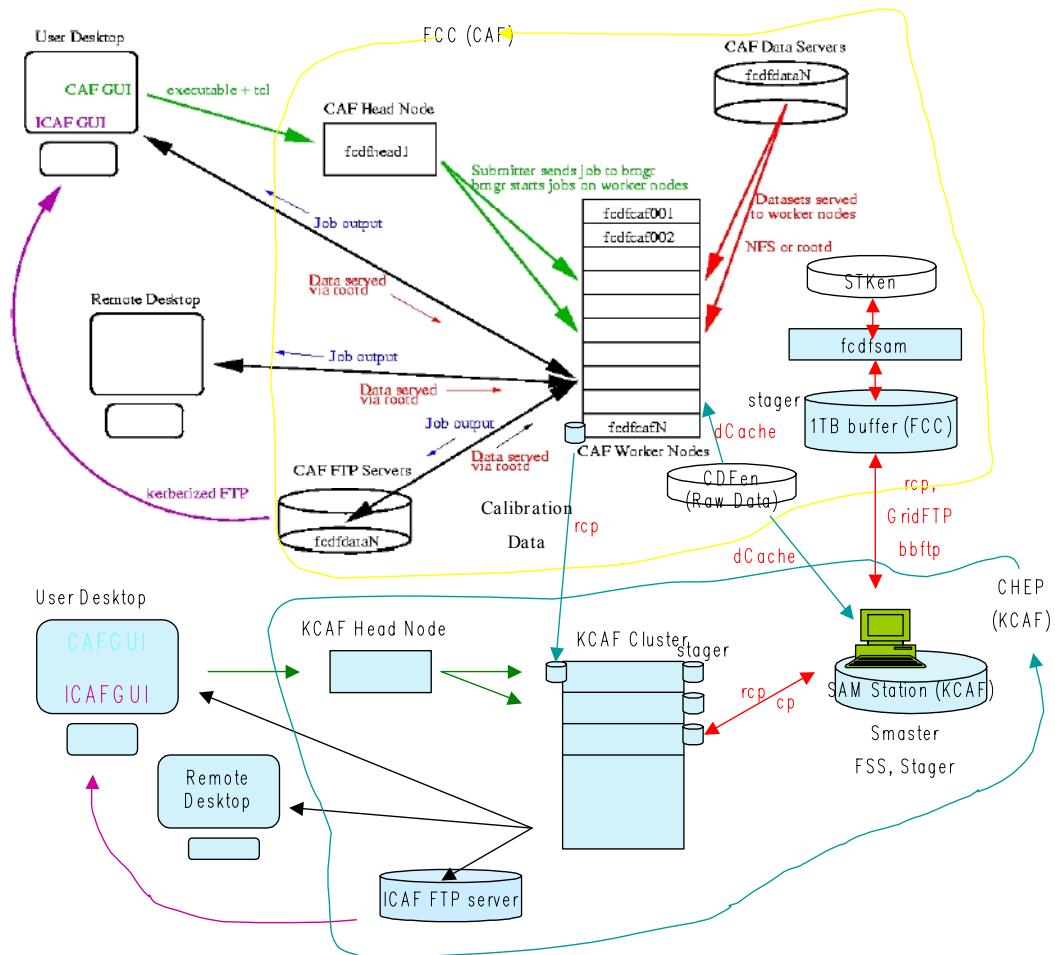 User Desktop
CAF GUI
ICAF GUI
executable + tcl
FCC (CAF)
CAF Head Node
fcdfhead1
CAF Data Servers
fcdfdataN
Submitter sends job to bmgr
bmgr starts jobs on worker nodes
fcdfcaf001
fcdfcaf002
fcdfcafN
CAF Worker Nodes
Datasets served
to worker nodes
NFS or rootd
Job output
Data served
via rootd
Remote Desktop
Job output
Data served
via rootd
Job output
Data served
via rootd
CAF FTP Servers
fcdfdataN
kerberized FTP
STKen
fcdfsam
stager
1TB buffer (FCC)
dCache
CDFen
(Raw Data)
Calibration
Data
rcp
dCache
rcp,
GridFTP
bbftp
CHEP
(KCAF)
User Desktop
CAFGUI
ICAFGUI
KCAF Head Node
KCAF Cluster
stager
rcp
cp
SAM Station (KCAF)
Smaster
FSS, Stager
Remote
Desktop
ICAF FTP server